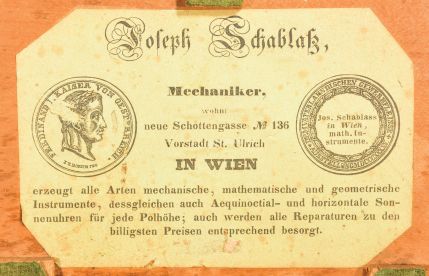 Joseph Schablaß,
Mechaniker,
wohnt
neue Schottengasse № 136
Vorstadt St. Ulrich
IN WIEN
FERDINAND I. KAISER VON OESTERREICH.
Jos. Schablass
in Wien,
math. In-
strumente.
erzeugt alle Arten mechanische, mathematische und geometrische
Instrumente, dessgleichen auch Aequinoctial- und horizontale Son-
nenuhren für jede Polhöhe; auch werden alle Reparaturen zu den
billigsten Preisen entsprechend besorgt.